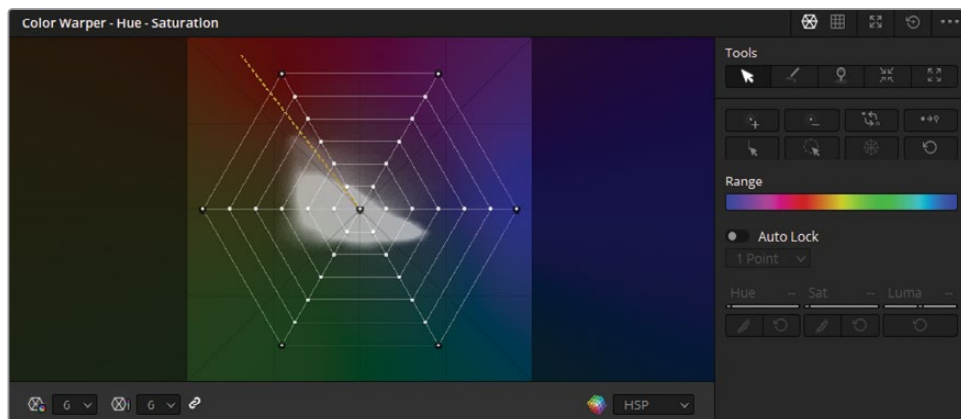 Color Warper - Hue - Saturation
Tools
Range
Auto Lock
1 Point
Hue -- Sat -- Luma --
6 6 HSP